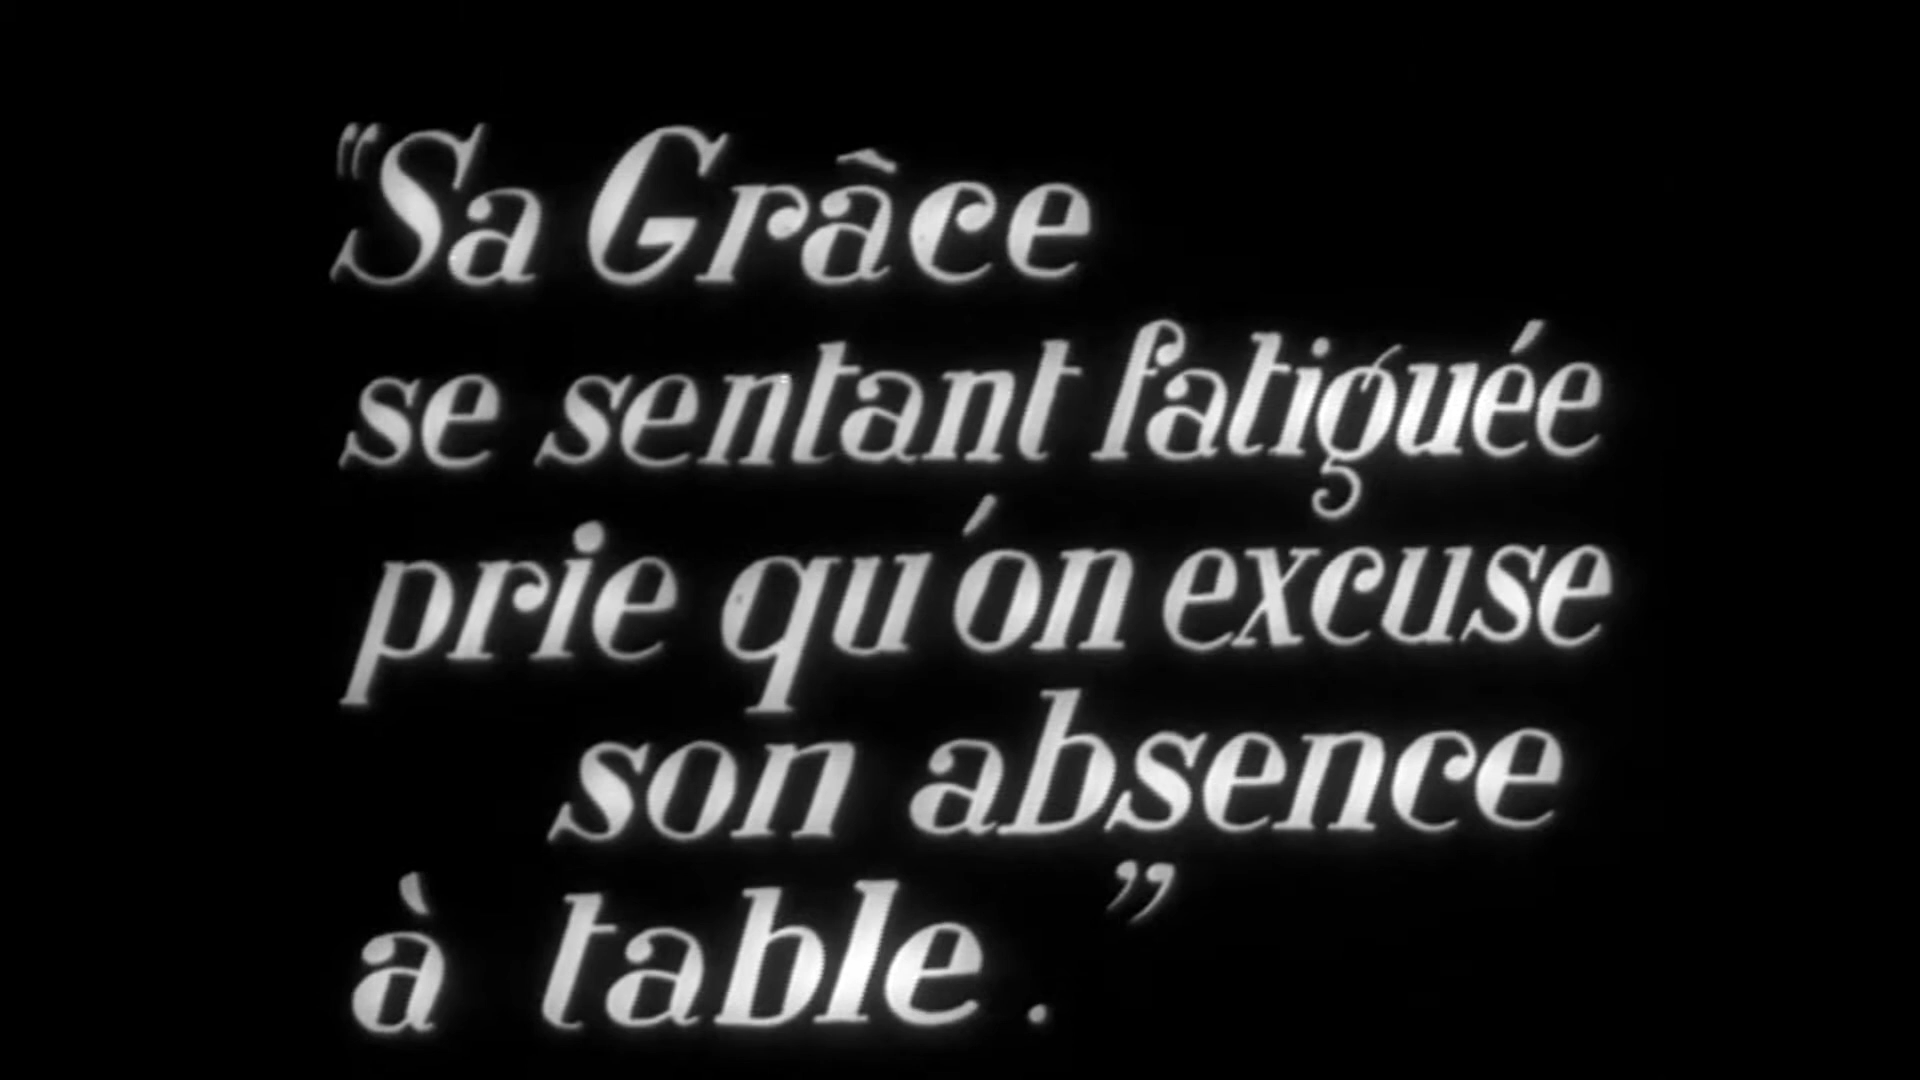 “Sa Grâce
se sentant fatiguée
prie qu'on excuse
son absence
à table.”